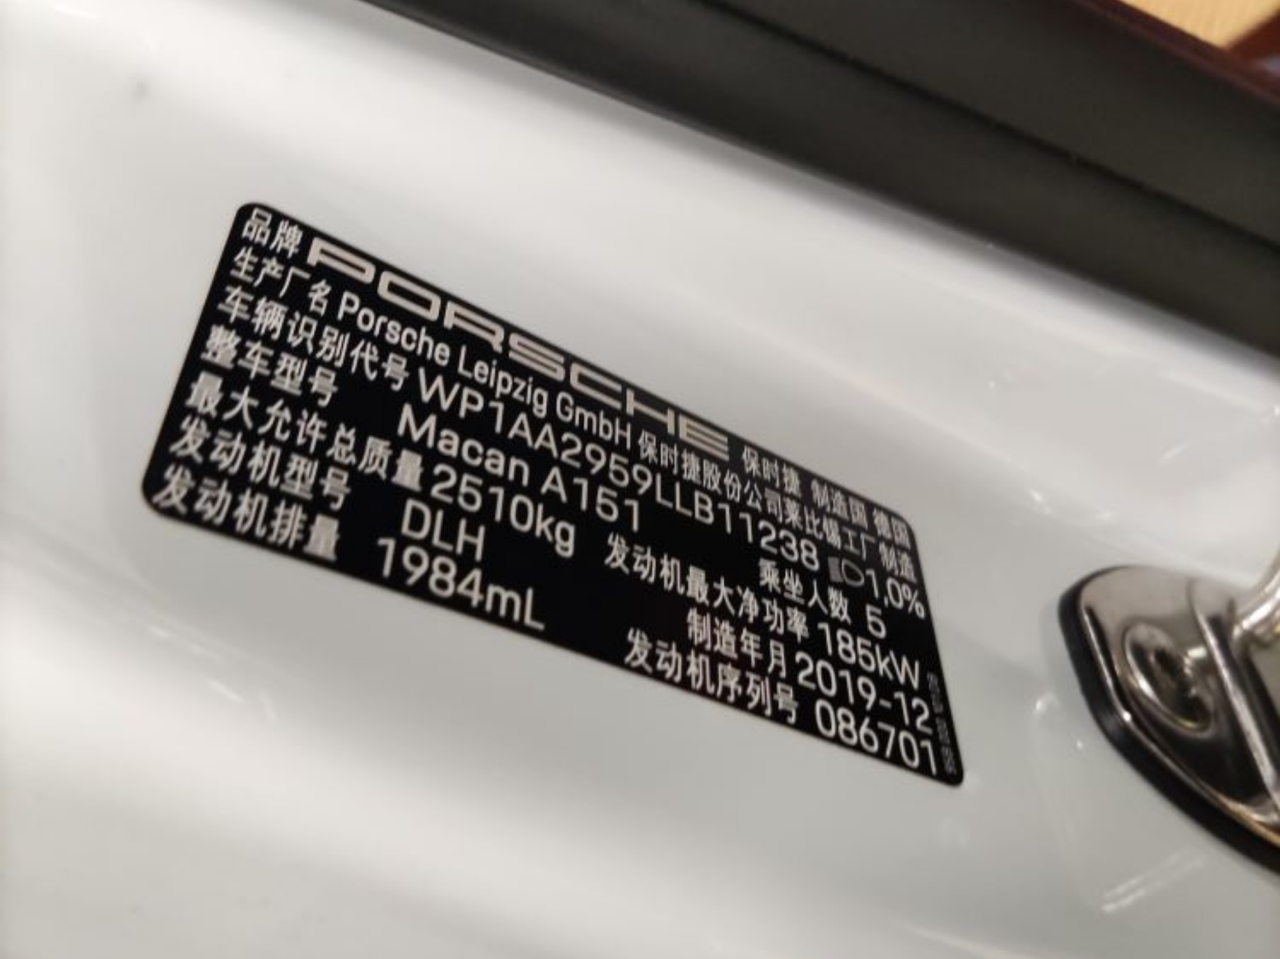 品牌 PORSCHE 保时捷 制造国 德国
生产厂名 Porsche Leipzig GmbH 保时捷股份公司莱比锡工厂制造
车辆识别代号 WP1AA2959LLB11238 1,0%
整车型号 Macan A151 乘坐人数 5
最大允许总质量 2510kg 发动机最大净功率 185kW
发动机型号 DLH 制造年月 2019-12
发动机排量 1984mL 发动机序列号 086701